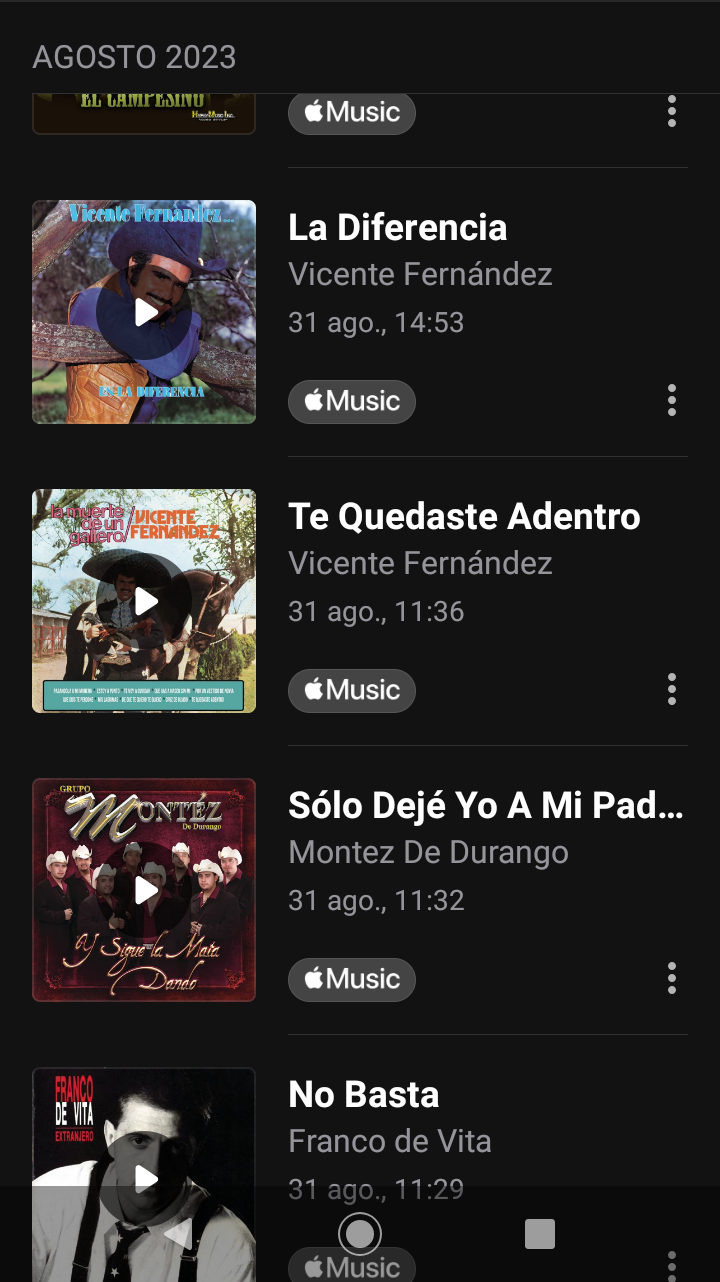 AGOSTO 2023
EL CAMPESINO
Music
Vicente Fernandez...
EN LA DIFERENCIA
La Diferencia
Vicente Fernández
31 ago., 14:53
Music
la muerte
de un
gallero/
VICENTE
FERNANDEZ
Te Quedaste Adentro
Vicente Fernández
31 ago., 11:36
Music
GRUPO
MONTÉZ
De Durango
Y Sigue la Mata
Dando
Sólo Dejé Yo A Mi Pad...
Montez De Durango
31 ago., 11:32
Music
FRANCO
DE VITA
EXTRANJERO
No Basta
Franco de Vita
31 ago., 11:29
Music